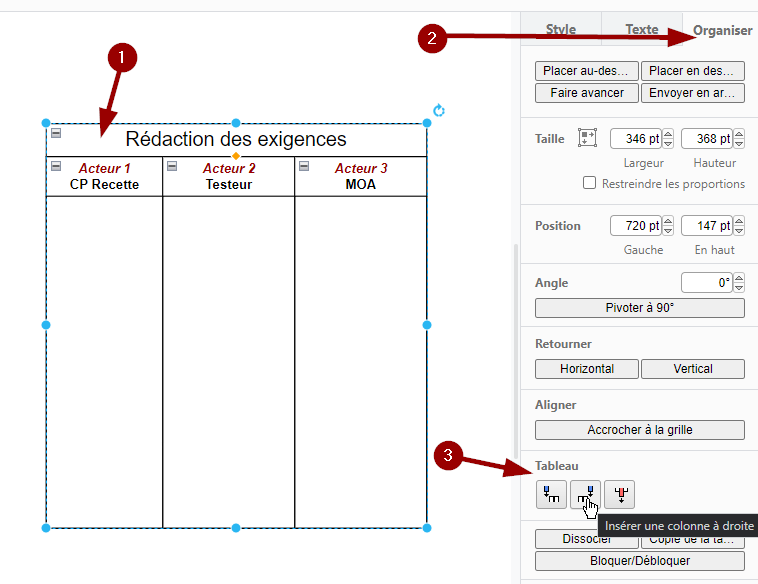 Style Texte Organiser
1
2
Placer au-des... Placer en des...
Faire avancer Envoyer en ar...
Rédaction des exigences
Acteur 1 Acteur 2 Acteur 3
CP Recette Testeur MOA
Taille 346 pt 368 pt
Largeur Hauteur
Restreindre les proportions
Position 720 pt 147 pt
Gauche En haut
Angle 0°
Pivoter à 90°
Retourner
Horizontal Vertical
Aligner
Accrocher à la grille
3
Tableau
Insérer une colonne à droite
Dissocier Copie de la ta...
Bloquer/Débloquer